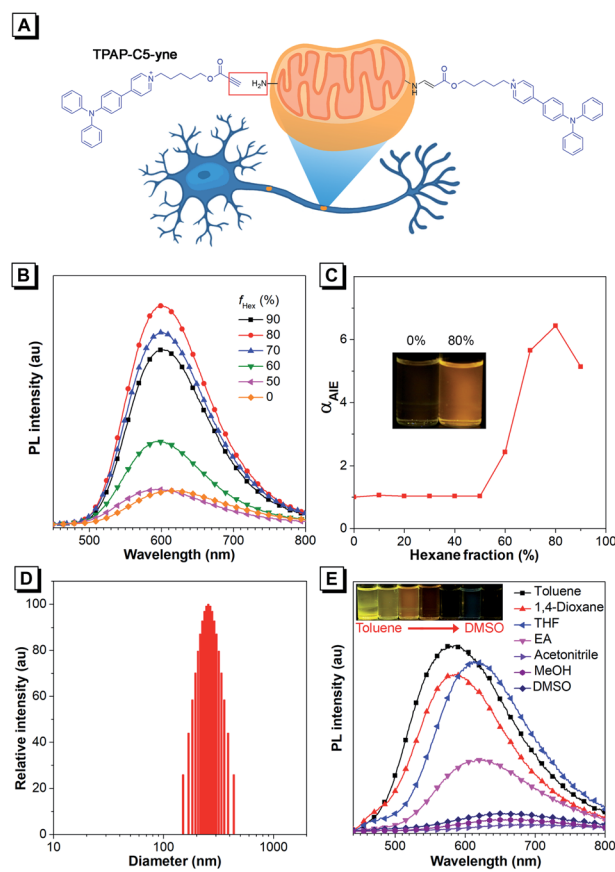 A
TPAP-C5-yne
N+
O
O
H2N
N
H
O
O
N+
N
N
B
fHex (%)
90
80
70
60
50
0
PL intensity (au)
500 600 700 800
Wavelength (nm)
C
0% 80%
αAIE
6
4
2
0
0 20 40 60 80 100
Hexane fraction (%)
D
Relative intensity (au)
100
80
60
40
20
0
10 100 1000
Diameter (nm)
E
Toluene → DMSO
Toluene
1,4-Dioxane
THF
EA
Acetonitrile
MeOH
DMSO
PL intensity (au)
500 600 700 800
Wavelength (nm)